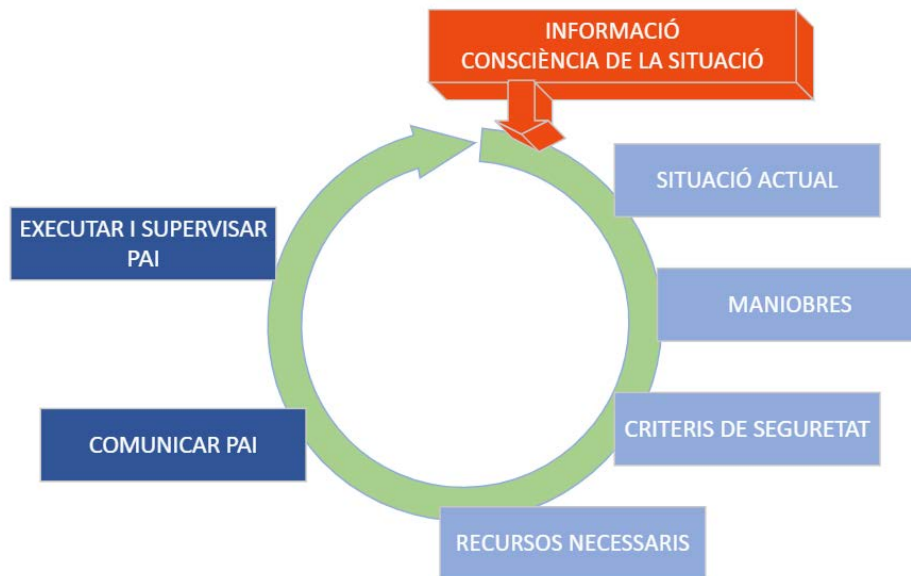 INFORMACIÓ
CONSCIÈNCIA DE LA SITUACIÓ
SITUACIÓ ACTUAL
MANIOBRES
CRITERIS DE SEGURETAT
RECURSOS NECESSARIS
COMUNICAR PAI
EXECUTAR I SUPERVISAR
PAI